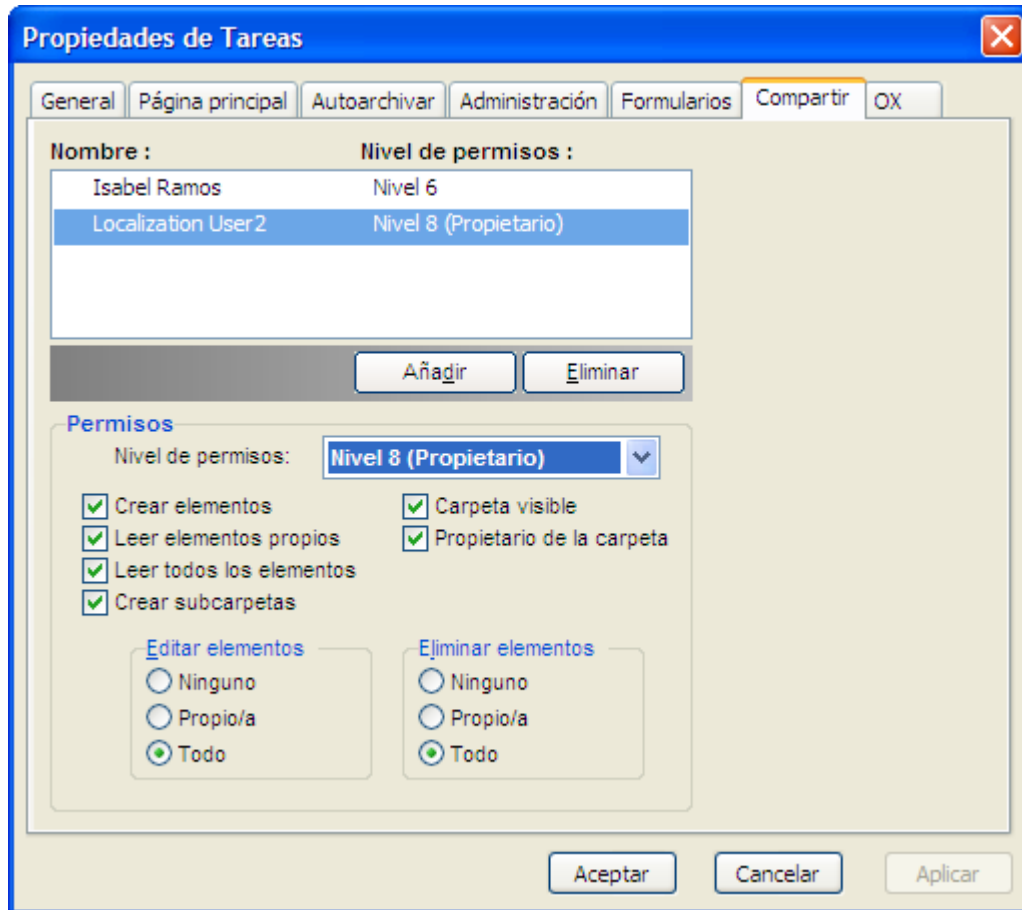 Propiedades de Tareas
General Página principal Autoarchivar Administración Formularios Compartir OX
Nombre : Nivel de permisos :
Isabel Ramos Nivel 6
Localization User2 Nivel 8 (Propietario)
Añadir Eliminar
Permisos
Nivel de permisos: Nivel 8 (Propietario)
Crear elementos Carpeta visible
Leer elementos propios Propietario de la carpeta
Leer todos los elementos
Crear subcarpetas
Editar elementos Eliminar elementos
Ninguno Ninguno
Propio/a Propio/a
Todo Todo
Aceptar Cancelar Aplicar